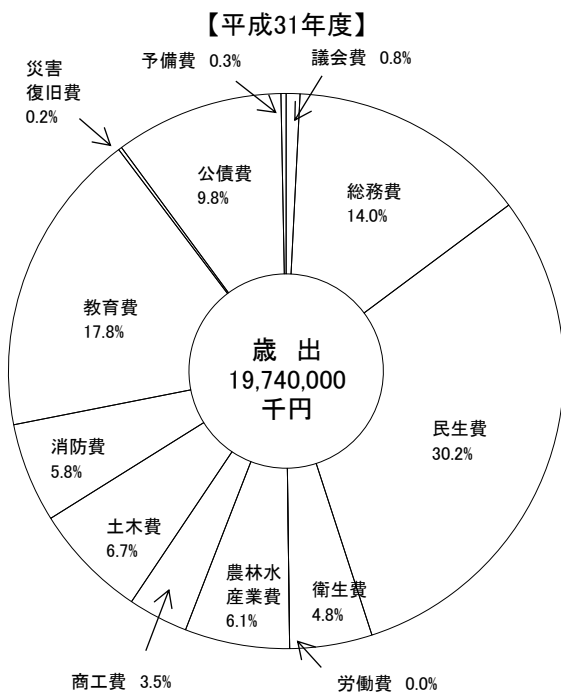 【平成31年度】
予備費 0.3%
議会費 0.8%
災害
復旧費
0.2%
公債費
9.8%
総務費
14.0%
教育費
17.8%
歳 出
19,740,000
千円
民生費
30.2%
消防費
5.8%
土木費
6.7%
農林水
産業費
6.1%
衛生費
4.8%
商工費 3.5%
労働費 0.0%